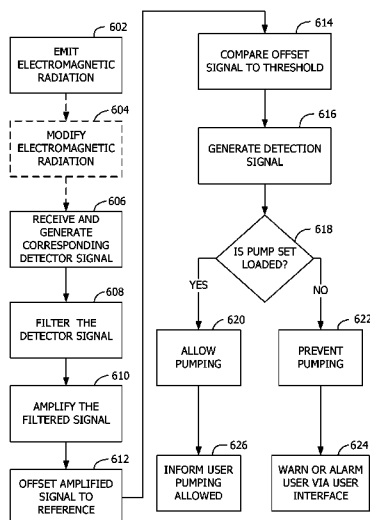 602
EMIT
ELECTROMAGNETIC
RADIATION
604
MODIFY
ELECTROMAGNETIC
RADIATION
606
RECEIVE AND
GENERATE
CORRESPONDING
DETECTOR SIGNAL
608
FILTER THE
DETECTOR SIGNAL
610
AMPLIFY THE
FILTERED SIGNAL
612
OFFSET AMPLIFIED
SIGNAL TO
REFERENCE
614
COMPARE OFFSET
SIGNAL TO THRESHOLD
616
GENERATE DETECTION
SIGNAL
618
IS PUMP SET
LOADED?
YES
NO
620
ALLOW
PUMPING
622
PREVENT
PUMPING
626
INFORM USER
PUMPING
ALLOWED
624
WARN OR ALARM
USER VIA USER
INTERFACE